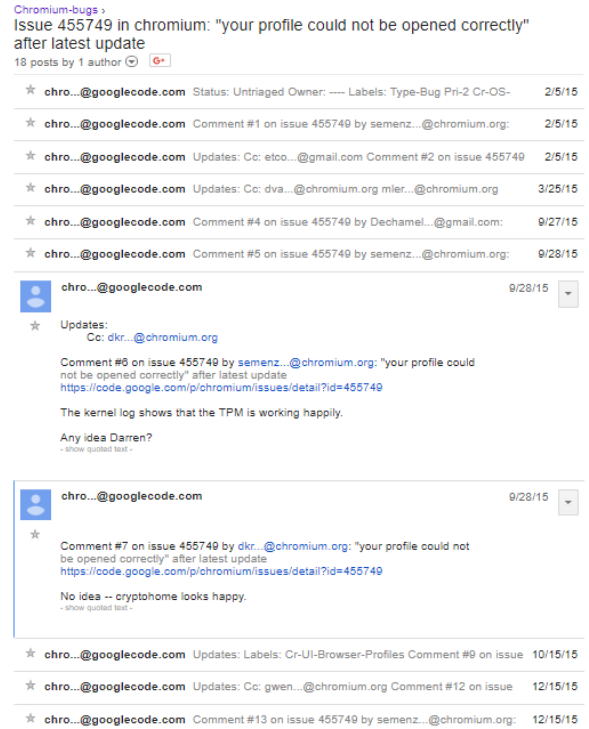 Chromium-bugs ›
Issue 455749 in chromium: "your profile could not be opened correctly"
after latest update
18 posts by 1 author G+
chro...@googlecode.com Status: Untriaged Owner: ---- Labels: Type-Bug Pri-2 Cr-OS- 2/5/15
chro...@googlecode.com Comment #1 on issue 455749 by semenz...@chromium.org: 2/5/15
chro...@googlecode.com Updates: Cc: etco...@gmail.com Comment #2 on issue 455749 2/5/15
chro...@googlecode.com Updates: Cc: dva...@chromium.org mler...@chromium.org 3/25/15
chro...@googlecode.com Comment #4 on issue 455749 by Dechamel...@gmail.com: 9/27/15
chro...@googlecode.com Comment #5 on issue 455749 by semenz...@chromium.org: 9/28/15
chro...@googlecode.com 9/28/15
Updates:
Cc: dkr...@chromium.org
Comment #6 on issue 455749 by semenz...@chromium.org: "your profile could
not be opened correctly" after latest update
https://code.google.com/p/chromium/issues/detail?id=455749
The kernel log shows that the TPM is working happily.
Any idea Darren?
- show quoted text -
chro...@googlecode.com 9/28/15
Comment #7 on issue 455749 by dkr...@chromium.org: "your profile could not
be opened correctly" after latest update
https://code.google.com/p/chromium/issues/detail?id=455749
No idea -- cryptohome looks happy.
- show quoted text -
chro...@googlecode.com Updates: Labels: Cr-UI-Browser-Profiles Comment #9 on issue 10/15/15
chro...@googlecode.com Updates: Cc: gwen...@chromium.org Comment #12 on issue 12/15/15
chro...@googlecode.com Comment #13 on issue 455749 by semenz...@chromium.org: 12/15/15